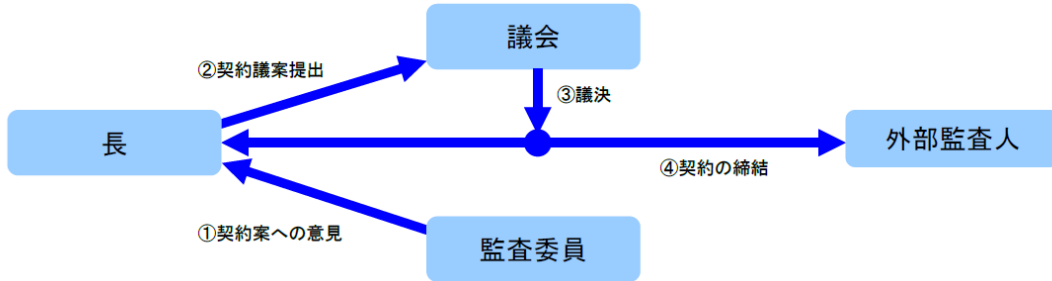 議会
②契約議案提出
③議決
長
外部監査人
④契約の締結
①契約案への意見
監査委員